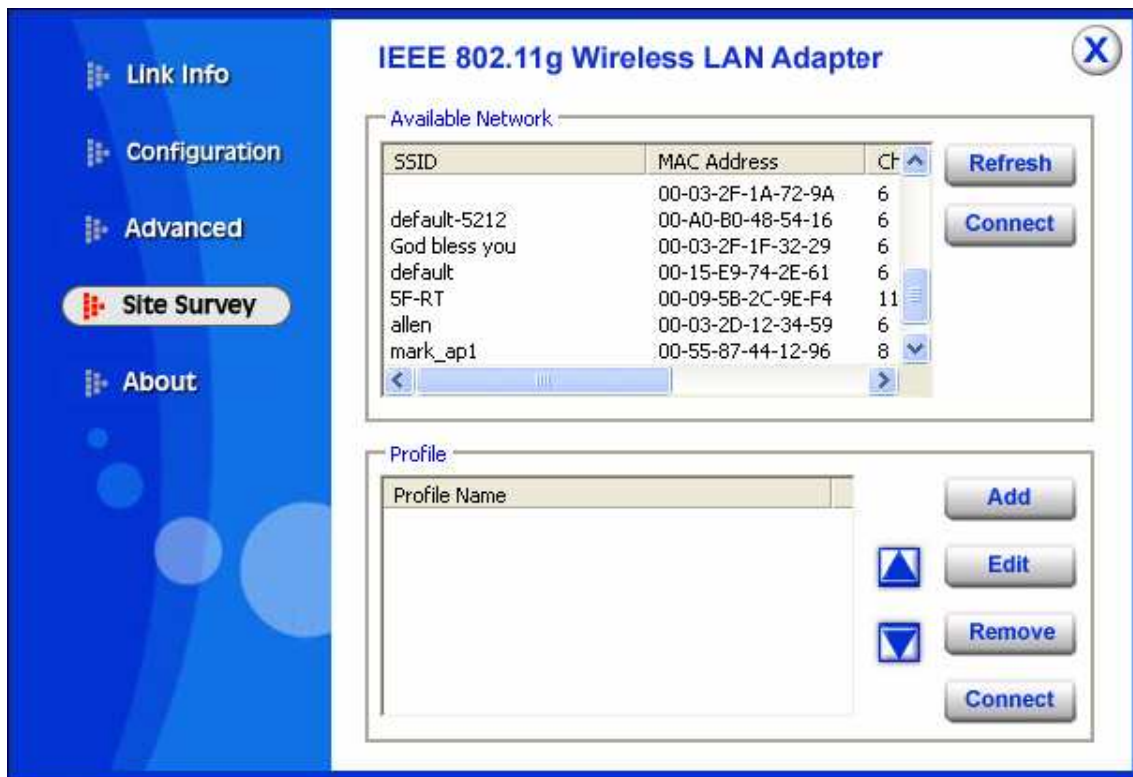 Link Info
Configuration
Advanced
Site Survey
About
IEEE 802.11g Wireless LAN Adapter
X
Available Network
SSID MAC Address Ch
00-03-2F-1A-72-9A 6
default-5212 00-A0-B0-48-54-16 6
God bless you 00-03-2F-1F-32-29 6
default 00-15-E9-74-2E-61 6
5F-RT 00-09-5B-2C-9E-F4 11
allen 00-03-2D-12-34-59 6
mark_ap1 00-55-87-44-12-96 8
Refresh
Connect
Profile
Profile Name
Add
Edit
Remove
Connect